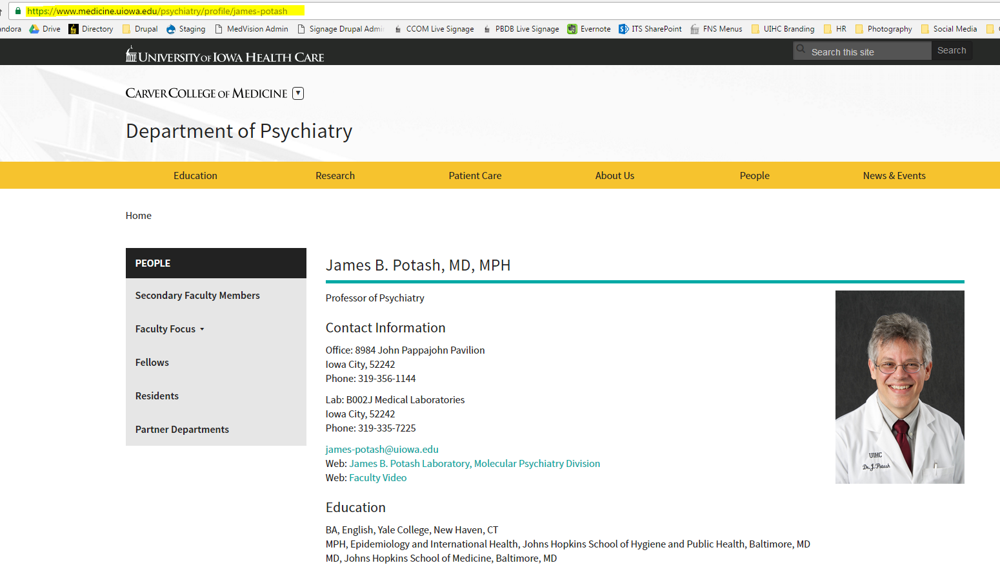 https://www.medicine.uiowa.edu/psychiatry/profile/james-potash
andora Drive Directory Drupal Staging MedVision Admin Signage Drupal Admi CCOM Live Signage PBDB Live Signage Evernote ITS SharePoint FNS Menus UIHC Branding HR Photography Social Media
UNIVERSITY OF IOWA HEALTH CARE
Search this site Search
CARVER COLLEGE OF MEDICINE
Department of Psychiatry
Education Research Patient Care About Us People News & Events
Home
PEOPLE
Secondary Faculty Members
Faculty Focus
Fellows
Residents
Partner Departments
James B. Potash, MD, MPH
Professor of Psychiatry
Contact Information
Office: 8984 John Pappajohn Pavilion
Iowa City, 52242
Phone: 319-356-1144
Lab: B002J Medical Laboratories
Iowa City, 52242
Phone: 319-335-7225
james-potash@uiowa.edu
Web: James B. Potash Laboratory, Molecular Psychiatry Division
Web: Faculty Video
Education
BA, English, Yale College, New Haven, CT
MPH, Epidemiology and International Health, Johns Hopkins School of Hygiene and Public Health, Baltimore, MD
MD, Johns Hopkins School of Medicine, Baltimore, MD
UIHC
Dr. J. Potash